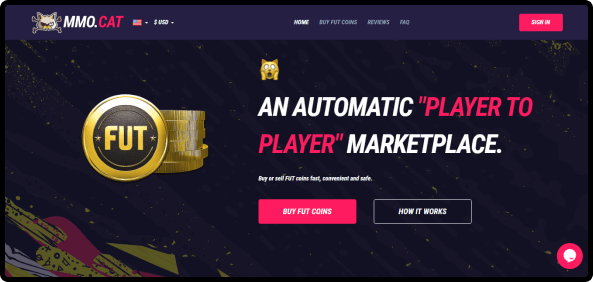 MMO.CAT
$ USD
HOME
BUY FUT COINS
REVIEWS
FAQ
SIGN IN
FUT
AN AUTOMATIC "PLAYER TO
PLAYER" MARKETPLACE.
Buy or sell FUT coins fast, convenient and safe.
BUY FUT COINS
HOW IT WORKS